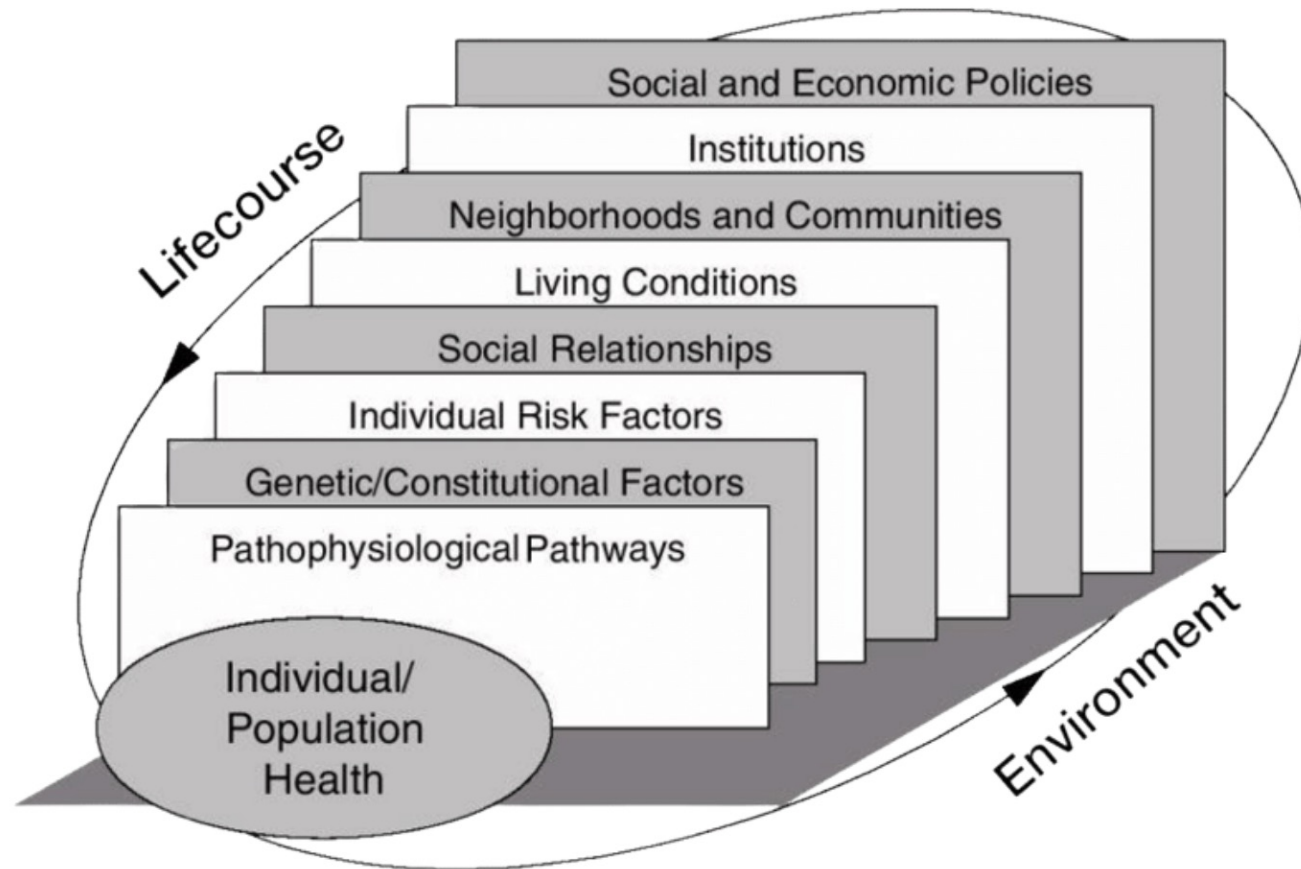 Social and Economic Policies
Institutions
Neighborhoods and Communities
Living Conditions
Social Relationships
Individual Risk Factors
Genetic/Constitutional Factors
Pathophysiological Pathways
Individual/
Population
Health
Lifecourse
Environment